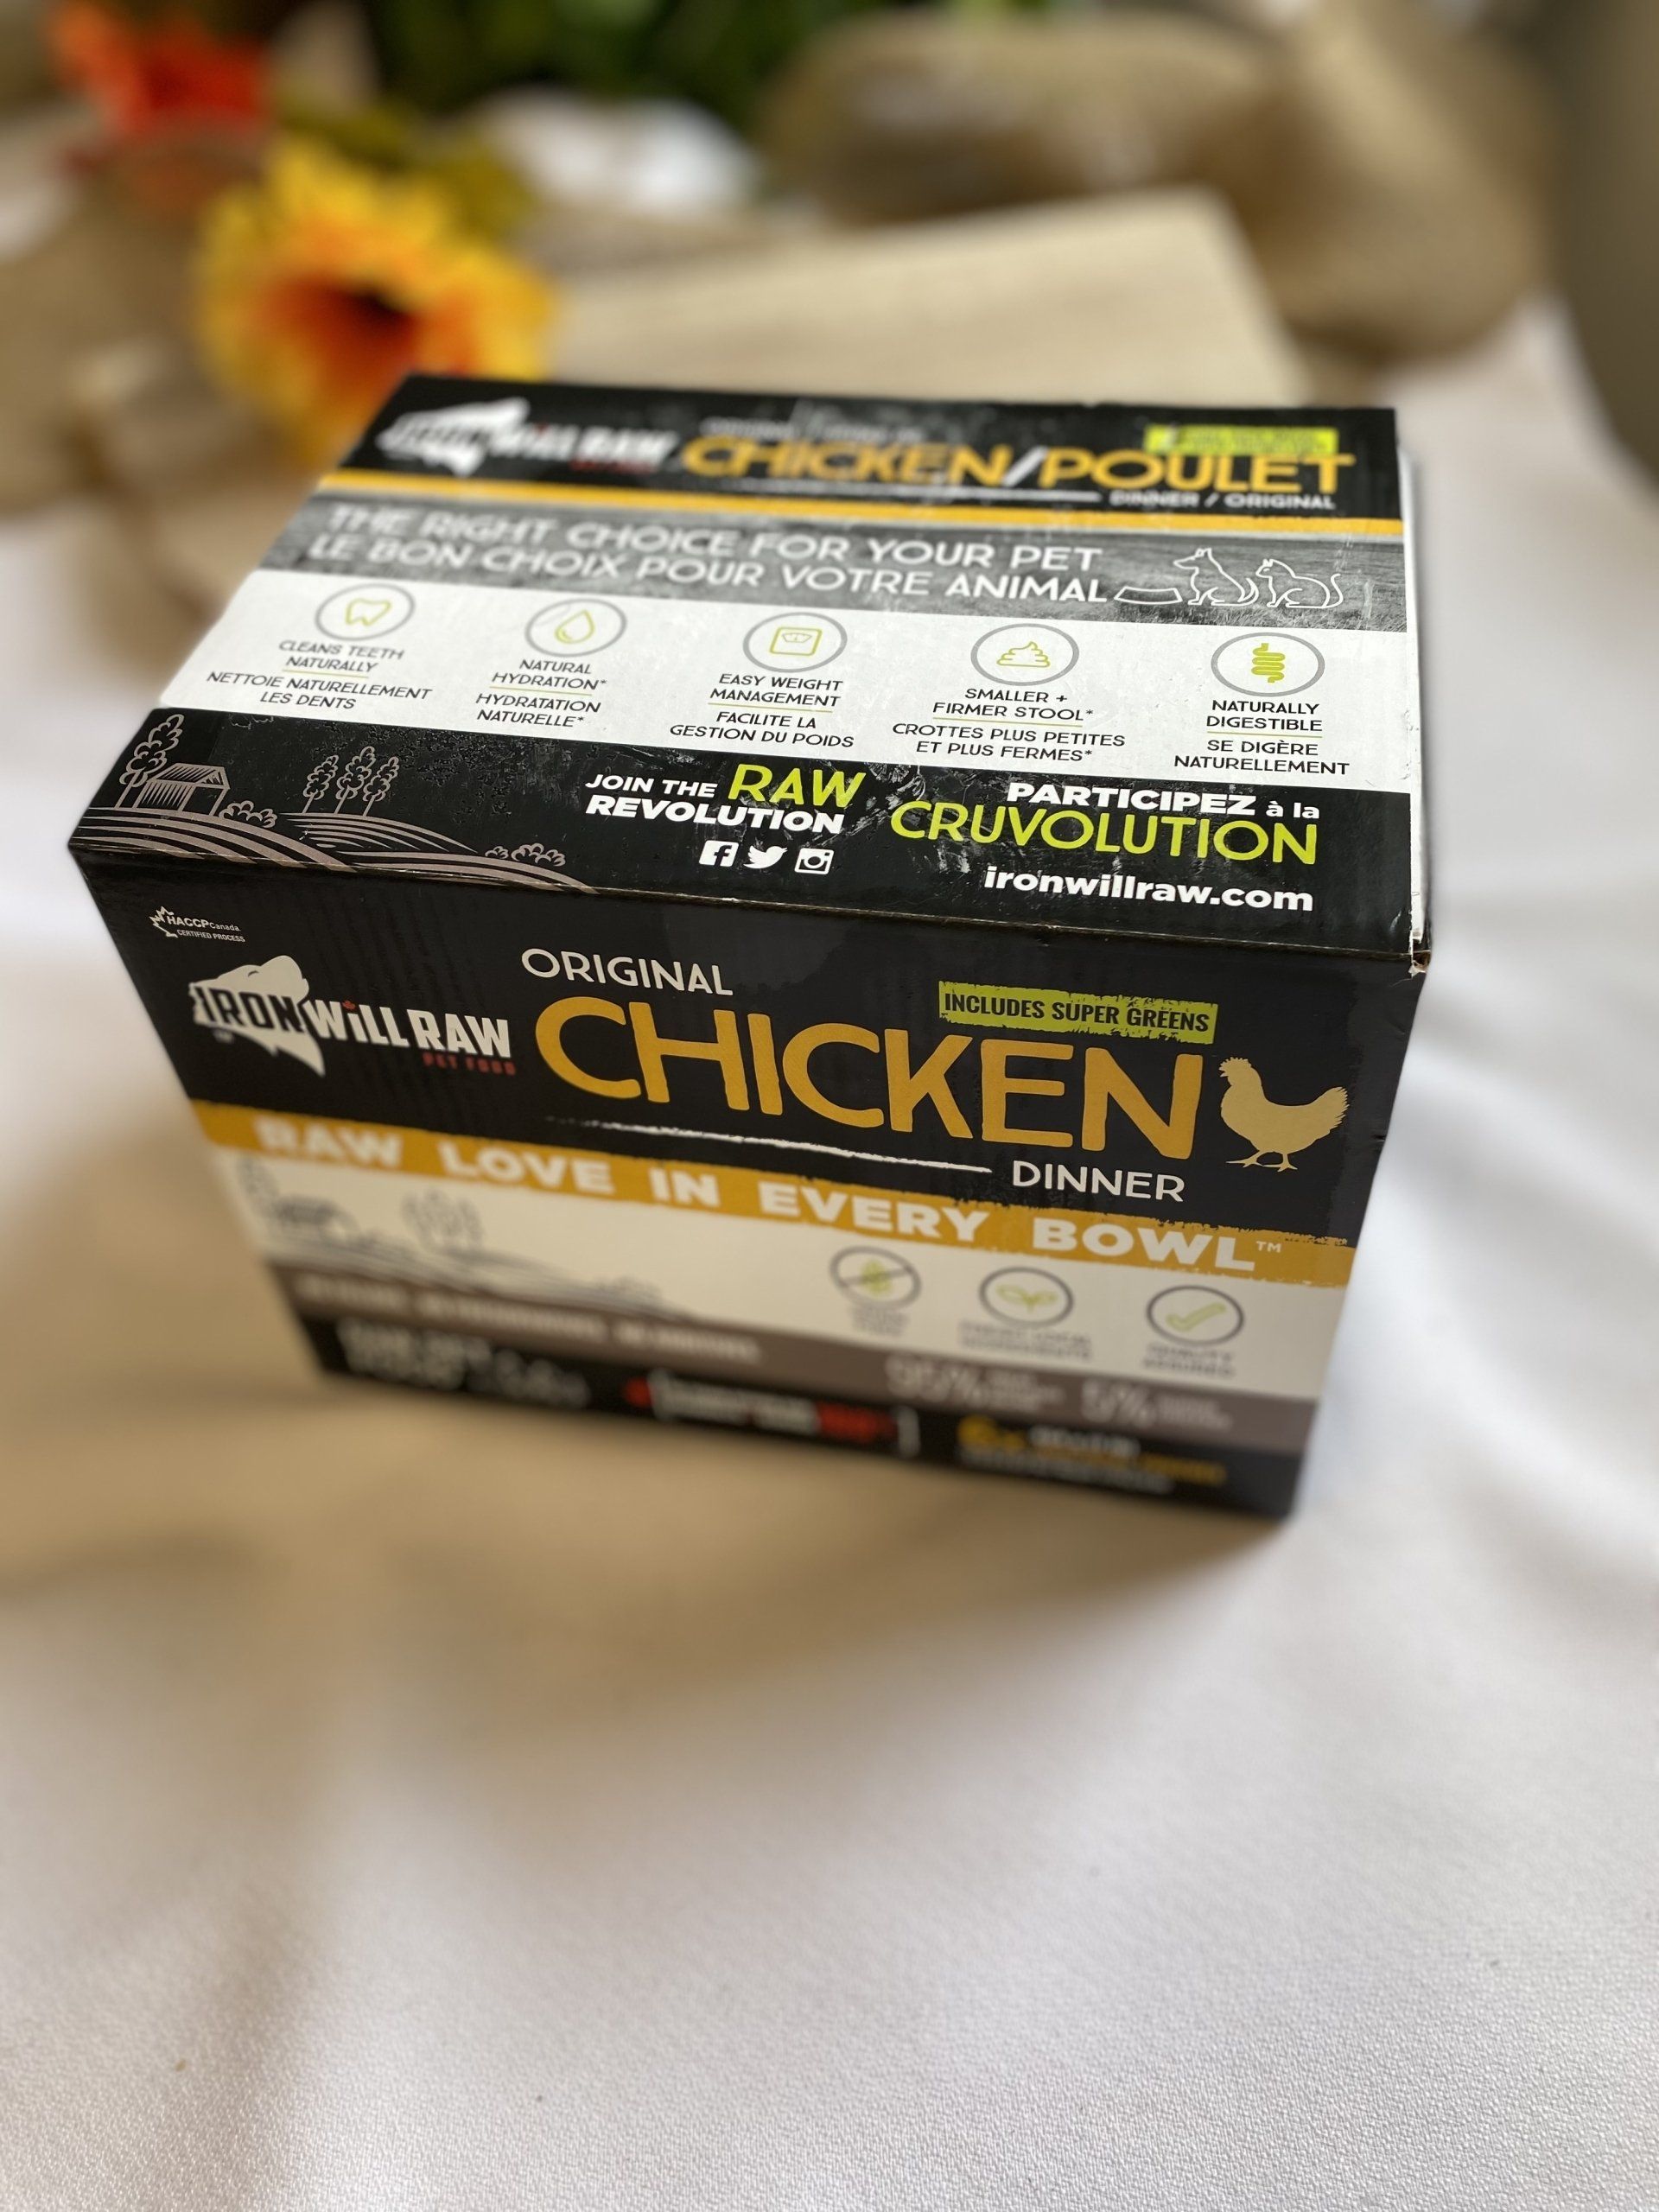 IRON WILL RAW
CHICKEN/POULET
DINNER / ORIGINAL
THE RIGHT CHOICE FOR YOUR PET
LE BON CHOIX POUR VOTRE ANIMAL
CLEANS TEETH
NATURALLY
NETTOIE NATURELLEMENT
LES DENTS
NATURAL
HYDRATION*
HYDRATATION
NATURELLE*
EASY WEIGHT
MANAGEMENT
FACILITE LA
GESTION DU POIDS
SMALLER +
FIRMER STOOL*
CROTTES PLUS PETITES
ET PLUS FERMES*
NATURALLY
DIGESTIBLE
SE DIGÈRE
NATURELLEMENT
JOIN THE RAW
REVOLUTION
PARTICIPEZ à la
CRUVOLUTION
ironwillraw.com
HACCP Canada
CERTIFIED PROCESS
IRON WILL RAW
PET FOOD
ORIGINAL
INCLUDES SUPER GREENS
CHICKEN
DINNER
RAW LOVE IN EVERY BOWL™
95% 5%